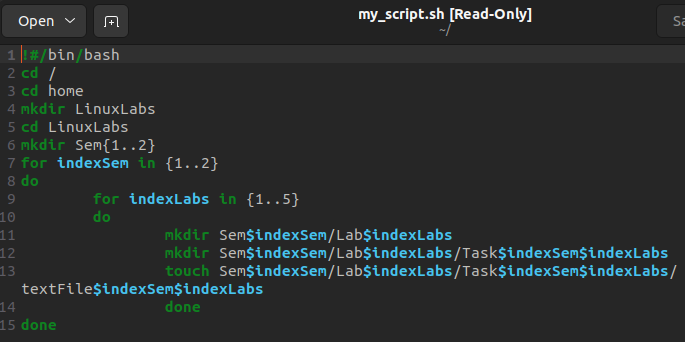 Open
my_script.sh [Read-Only]
~/
1 !#/bin/bash
2 cd /
3 cd home
4 mkdir LinuxLabs
5 cd LinuxLabs
6 mkdir Sem{1..2}
7 for indexSem in {1..2}
8 do
9 for indexLabs in {1..5}
10 do
11 mkdir Sem$indexSem/Lab$indexLabs
12 mkdir Sem$indexSem/Lab$indexLabs/Task$indexSem$indexLabs
13 touch Sem$indexSem/Lab$indexLabs/Task$indexSem$indexLabs/
textFile$indexSem$indexLabs
14 done
15 done